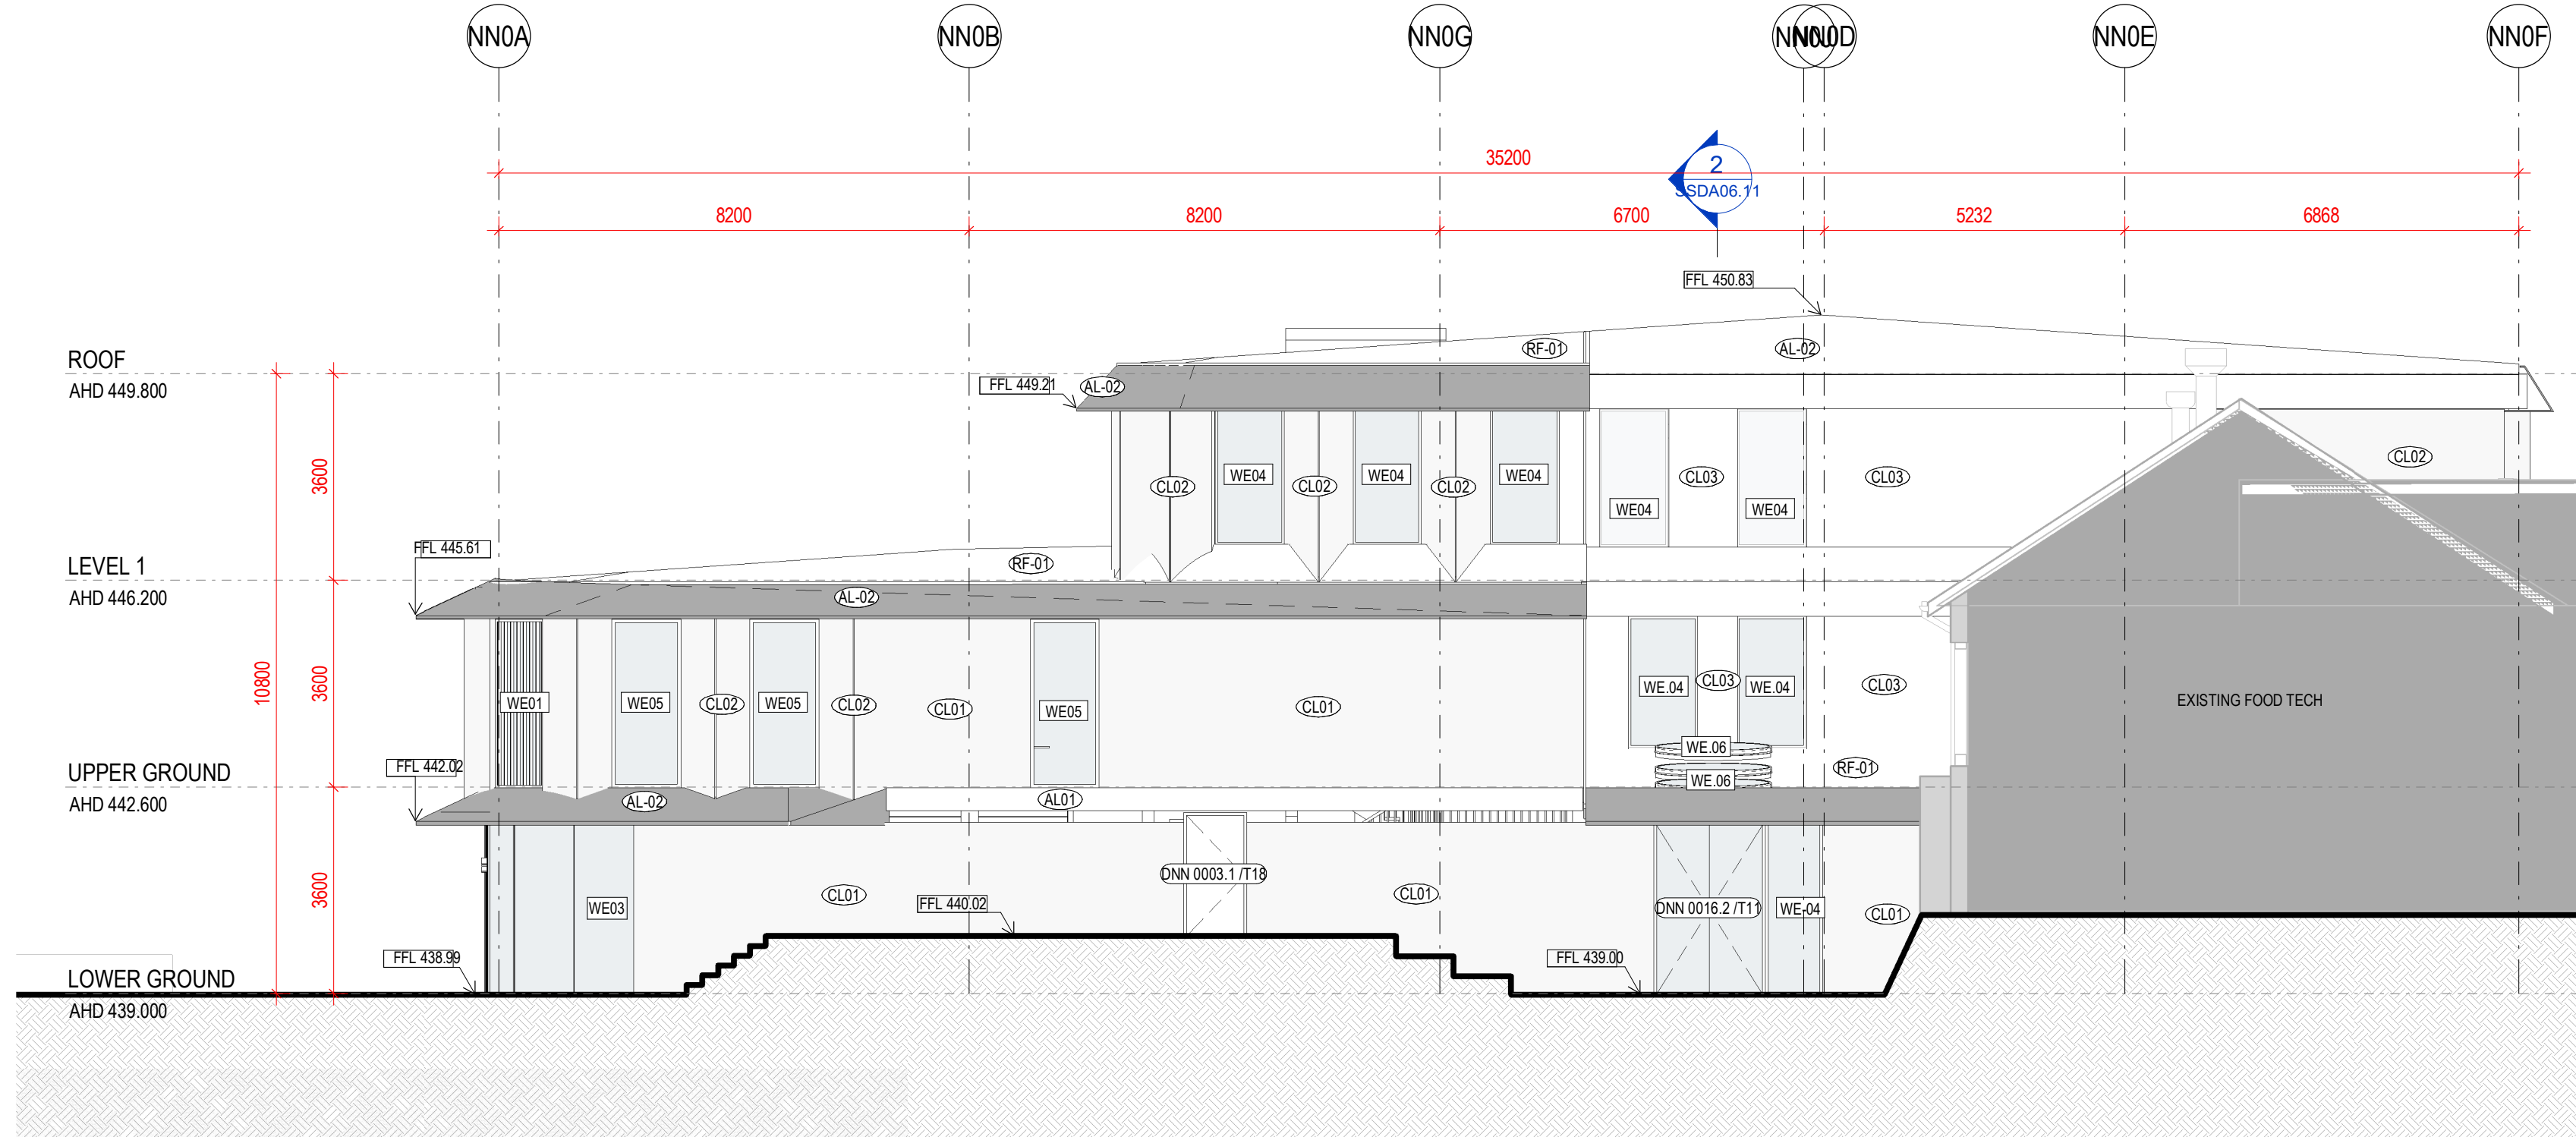 NN0A
NN0B
NN0G
NN0D
NN0E
NN0F
35200
2
SSDA06.11
8200
8200
6700
5232
6868
FFL 450.83
ROOF
AHD 449.800
RF-01
AL-02
FFL 449.21
AL-02
3600
CL02
WE04
CL02
WE04
CL02
WE04
WE04
CL03
WE04
CL03
CL02
FFL 445.61
RF-01
LEVEL 1
AHD 446.200
AL-02
10800
3600
WE01
WE05
CL02
WE05
CL02
CL01
WE05
CL01
WE.04
CL03
WE.04
CL03
EXISTING FOOD TECH
WE.06
WE.06
RF-01
FFL 442.02
UPPER GROUND
AHD 442.600
AL-02
AL01
3600
WE03
CL01
FFL 440.02
DNN 0003.1 /T18
CL01
DNN 0016.2 /T11
WE-04
CL01
FFL 438.99
FFL 439.00
LOWER GROUND
AHD 439.000